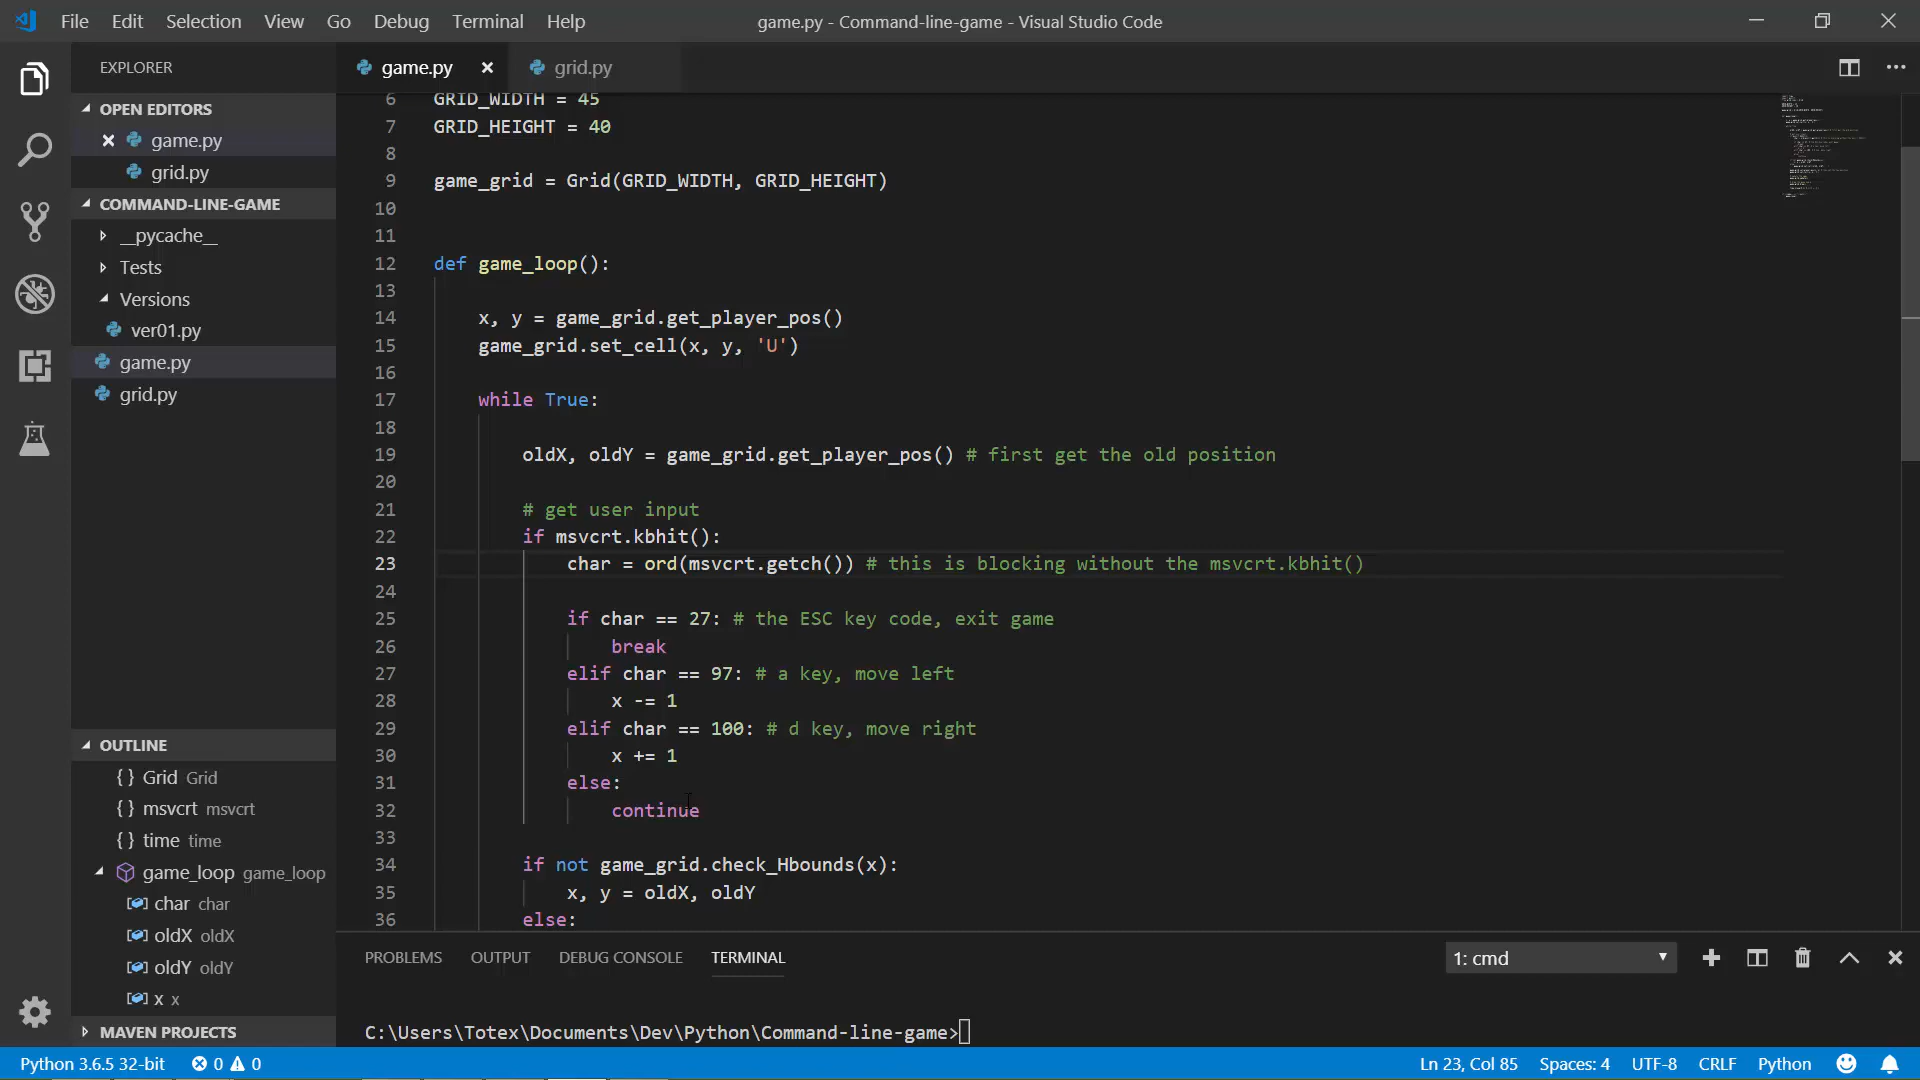 File Edit Selection View Go Debug Terminal Help
game.py - Command-line-game - Visual Studio Code
EXPLORER
OPEN EDITORS
game.py
grid.py
COMMAND-LINE-GAME
__pycache__
Tests
Versions
ver01.py
game.py
grid.py
OUTLINE
{ } Grid Grid
{ } msvcrt msvcrt
{ } time time
game_loop game_loop
char char
oldX oldX
oldY oldY
x x
MAVEN PROJECTS
game.py
grid.py
6 GRID_WIDTH = 45
7 GRID_HEIGHT = 40
8
9 game_grid = Grid(GRID_WIDTH, GRID_HEIGHT)
10
11
12 def game_loop():
13
14 x, y = game_grid.get_player_pos()
15 game_grid.set_cell(x, y, 'U')
16
17 while True:
18
19 oldX, oldY = game_grid.get_player_pos() # first get the old position
20
21 # get user input
22 if msvcrt.kbhit():
23 char = ord(msvcrt.getch()) # this is blocking without the msvcrt.kbhit()
24
25 if char == 27: # the ESC key code, exit game
26 break
27 elif char == 97: # a key, move left
28 x -= 1
29 elif char == 100: # d key, move right
30 x += 1
31 else:
32 continue
33
34 if not game_grid.check_Hbounds(x):
35 x, y = oldX, oldY
36 else:
PROBLEMS OUTPUT DEBUG CONSOLE TERMINAL
1: cmd
C:\Users\Totex\Documents\Dev\Python\Command-line-game>
Python 3.6.5 32-bit 0 0 Ln 23, Col 85 Spaces: 4 UTF-8 CRLF Python